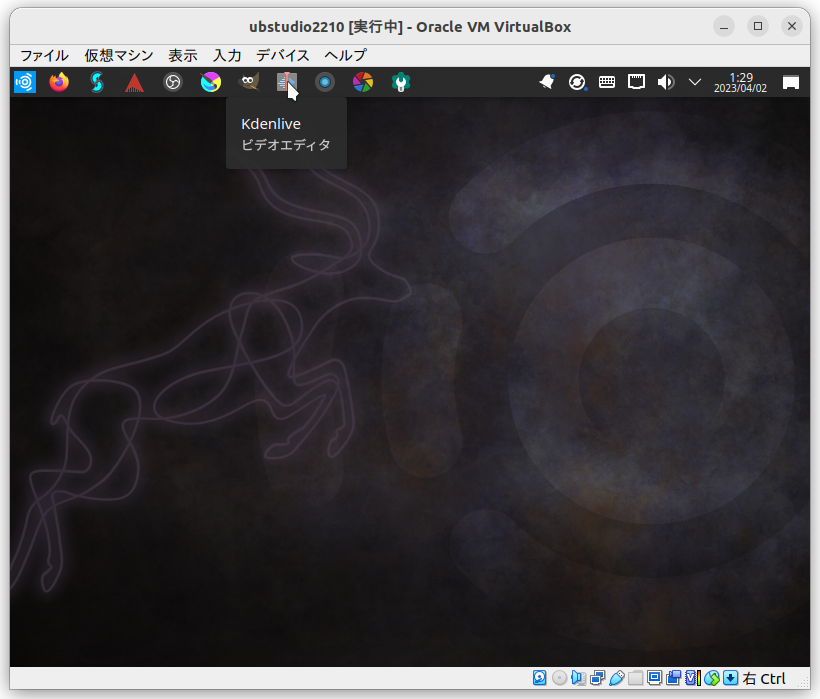 ubstudio2210 [実行中] - Oracle VM VirtualBox
ファイル 仮想マシン 表示 入力 デバイス ヘルプ
1:29
2023/04/02
Kdenlive
ビデオエディタ
右 Ctrl